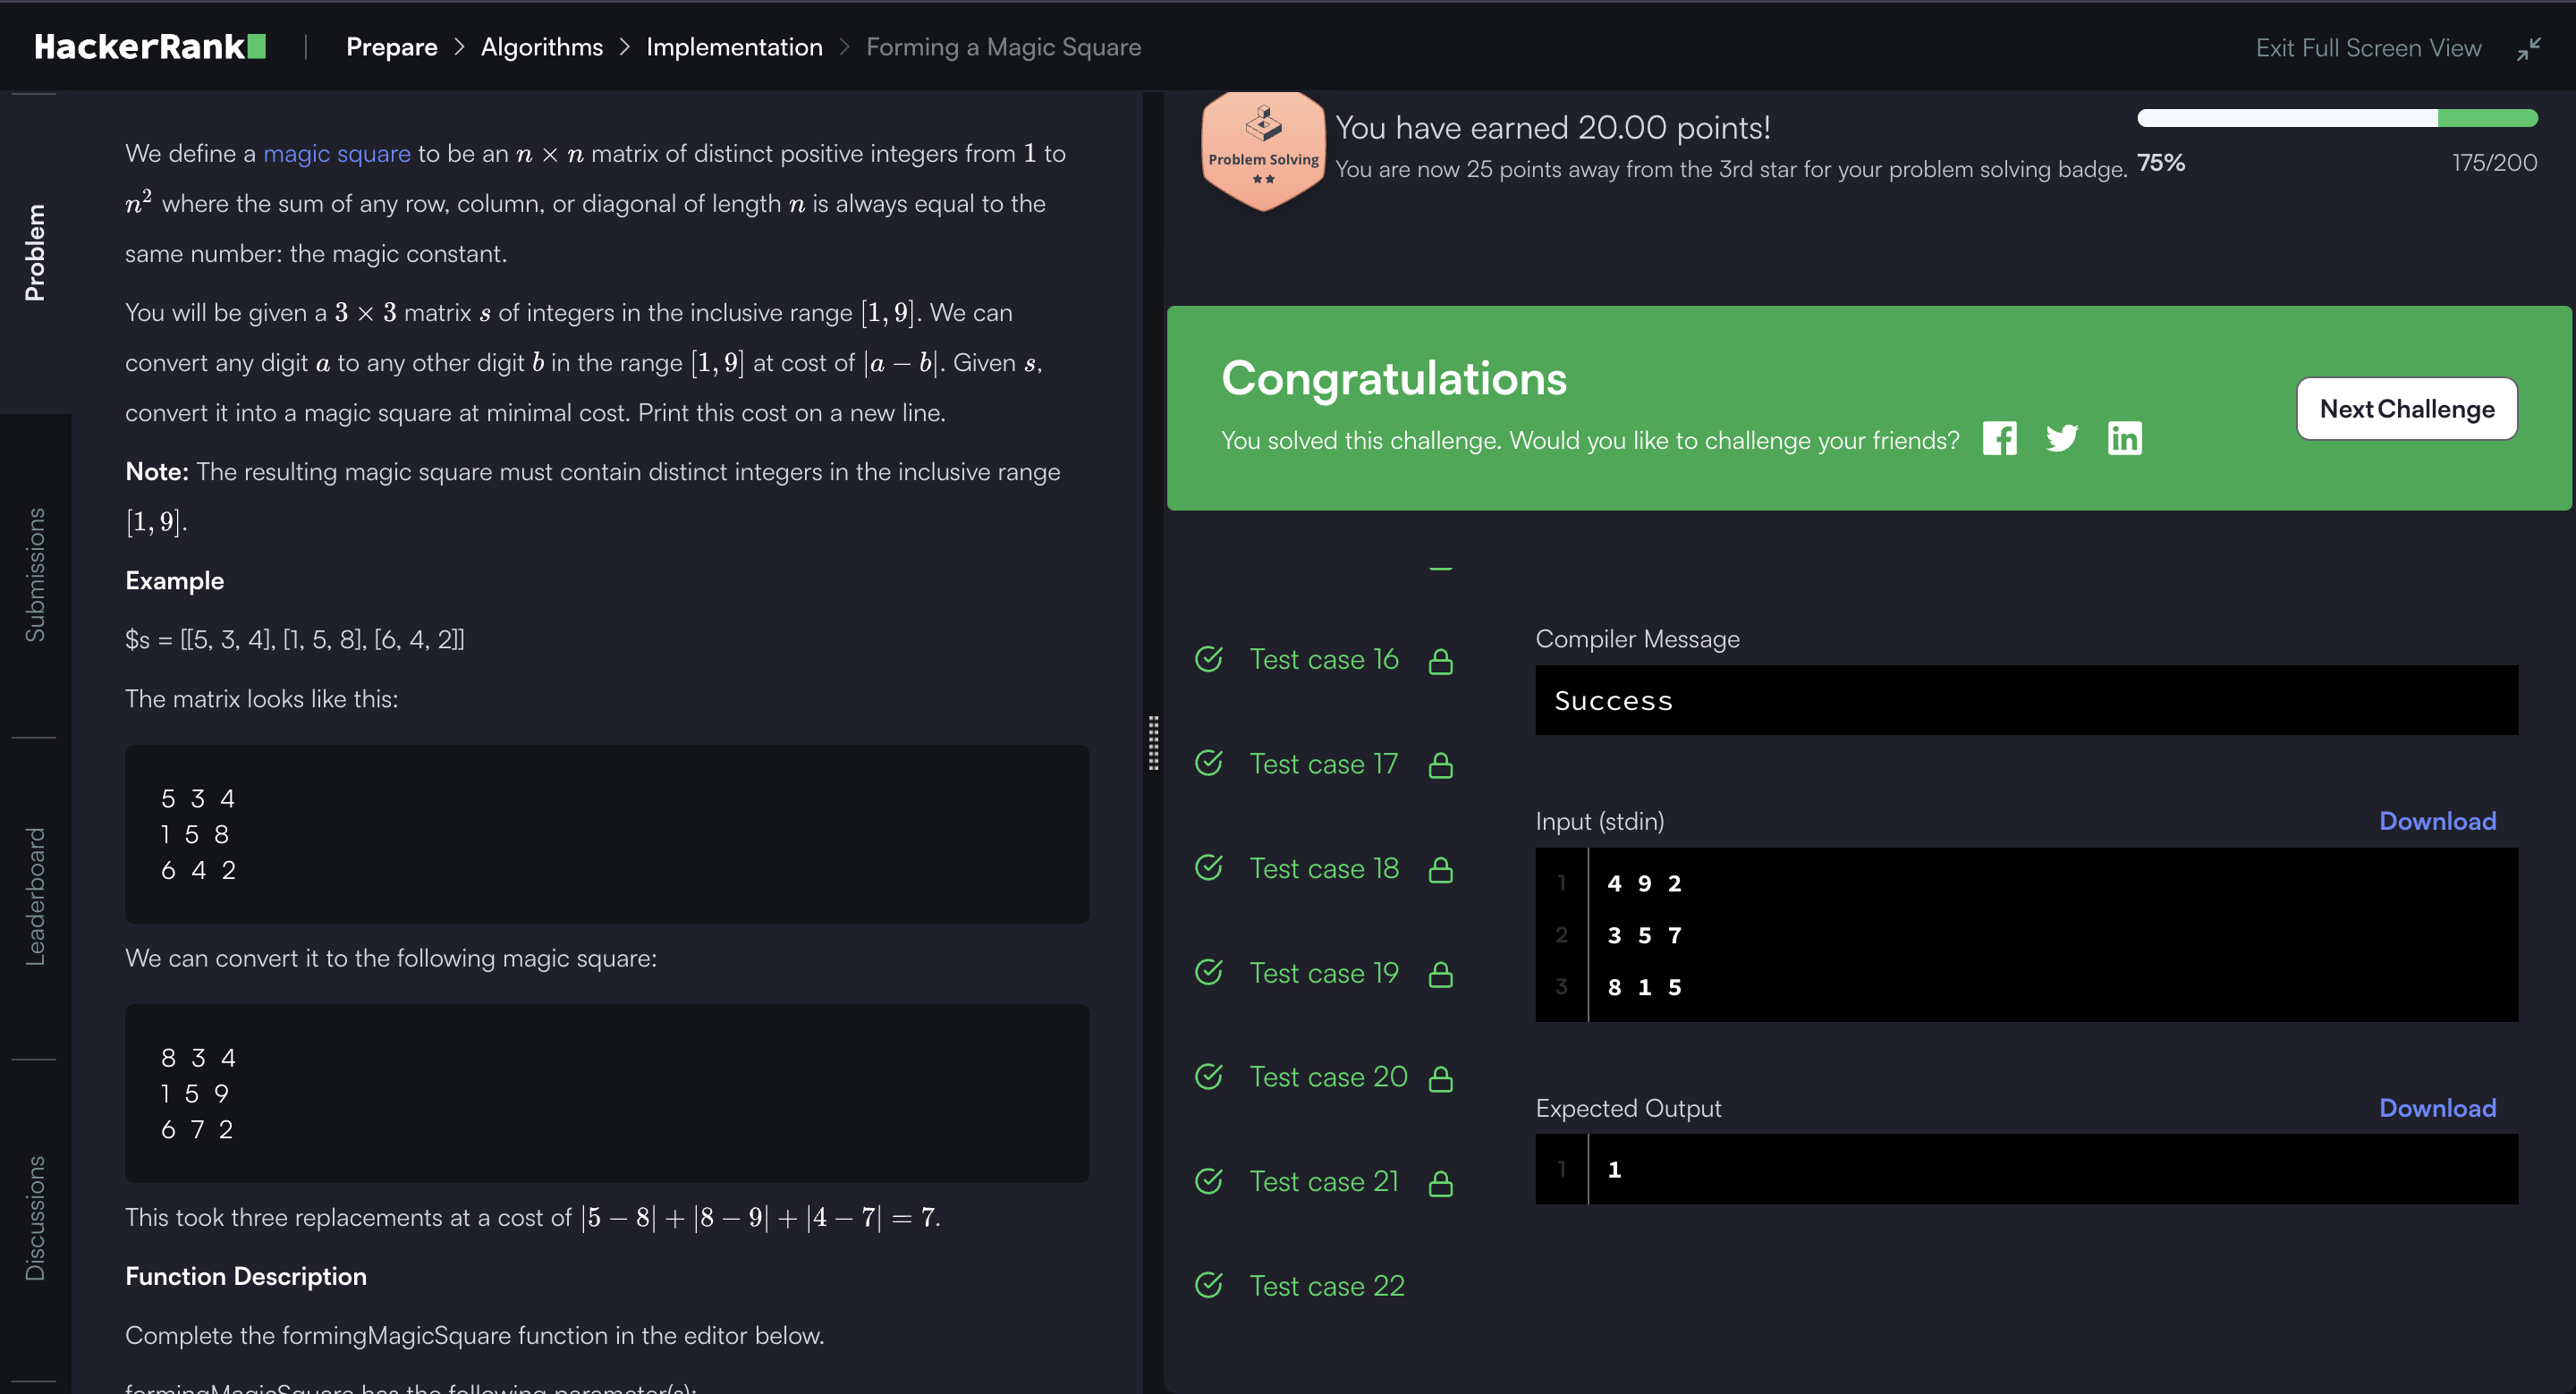 HackerRank | Prepare > Algorithms > Implementation > Forming a Magic Square
Exit Full Screen View
Problem
Submissions
Leaderboard
Discussions
We define a magic square to be an n × n matrix of distinct positive integers from 1 to
n² where the sum of any row, column, or diagonal of length n is always equal to the
same number: the magic constant.
You will be given a 3 × 3 matrix s of integers in the inclusive range [1, 9]. We can
convert any digit a to any other digit b in the range [1, 9] at cost of |a − b|. Given s,
convert it into a magic square at minimal cost. Print this cost on a new line.
Note: The resulting magic square must contain distinct integers in the inclusive range
[1, 9].
Example
$s = [[5, 3, 4], [1, 5, 8], [6, 4, 2]]
The matrix looks like this:
5 3 4
1 5 8
6 4 2
We can convert it to the following magic square:
8 3 4
1 5 9
6 7 2
This took three replacements at a cost of |5 − 8| + |8 − 9| + |4 − 7| = 7.
Function Description
Complete the formingMagicSquare function in the editor below.
formingMagicSquare has the following parameter(s):
Problem Solving
You have earned 20.00 points!
You are now 25 points away from the 3rd star for your problem solving badge.
75%
175/200
Congratulations
You solved this challenge. Would you like to challenge your friends?
Next Challenge
Test case 16
Test case 17
Test case 18
Test case 19
Test case 20
Test case 21
Test case 22
Compiler Message
Success
Input (stdin)
Download
1 4 9 2
2 3 5 7
3 8 1 5
Expected Output
Download
1 1